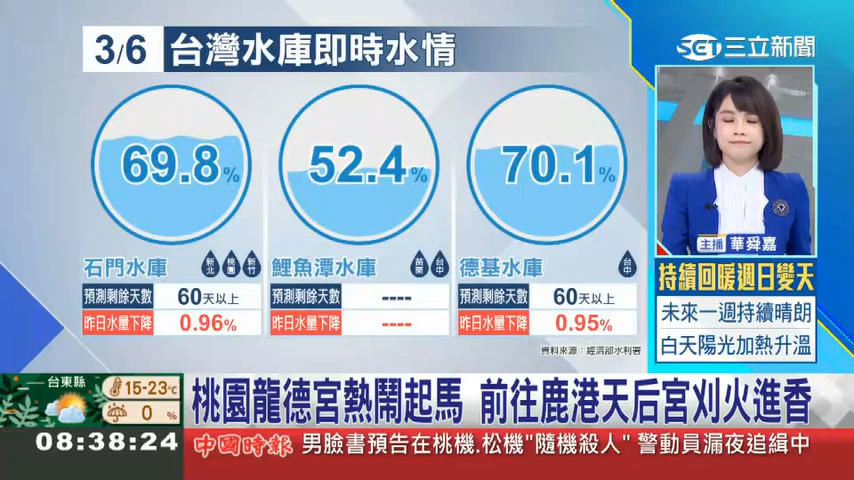 3/6 台灣水庫即時水情
SET三立新聞
69.8%
52.4%
70.1%
石門水庫 新北 桃園 新竹
鯉魚潭水庫 苗栗 台中
德基水庫 台中
預測剩餘天數 60天以上
昨日水量下降 0.96%
預測剩餘天數 ----
昨日水量下降 ----
預測剩餘天數 60天以上
昨日水量下降 0.95%
資料來源：經濟部水利署
主播 華舜嘉
持續回暖週日變天
未來一週持續晴朗
白天陽光加熱升溫
台東縣
15-23℃
0%
08:38:24
桃園龍德宮熱鬧起馬 前往鹿港天后宮刈火進香
中國時報 男臉書預告在桃機.松機"隨機殺人" 警動員漏夜追緝中